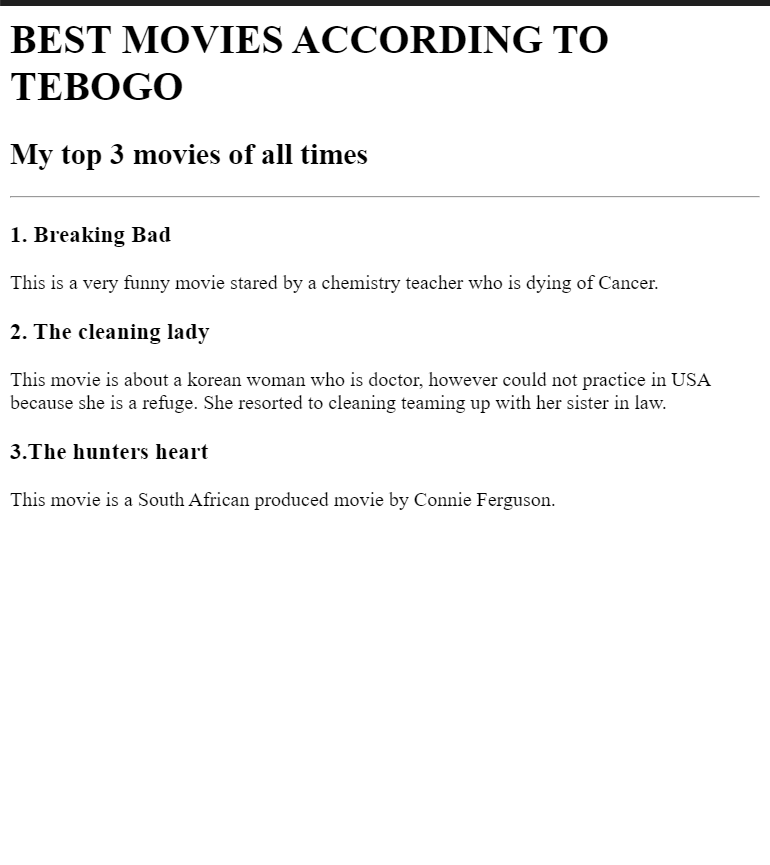 BEST MOVIES ACCORDING TO
TEBOGO
My top 3 movies of all times
1. Breaking Bad
This is a very funny movie stared by a chemistry teacher who is dying of Cancer.
2. The cleaning lady
This movie is about a korean woman who is doctor, however could not practice in USA
because she is a refuge. She resorted to cleaning teaming up with her sister in law.
3.The hunters heart
This movie is a South African produced movie by Connie Ferguson.